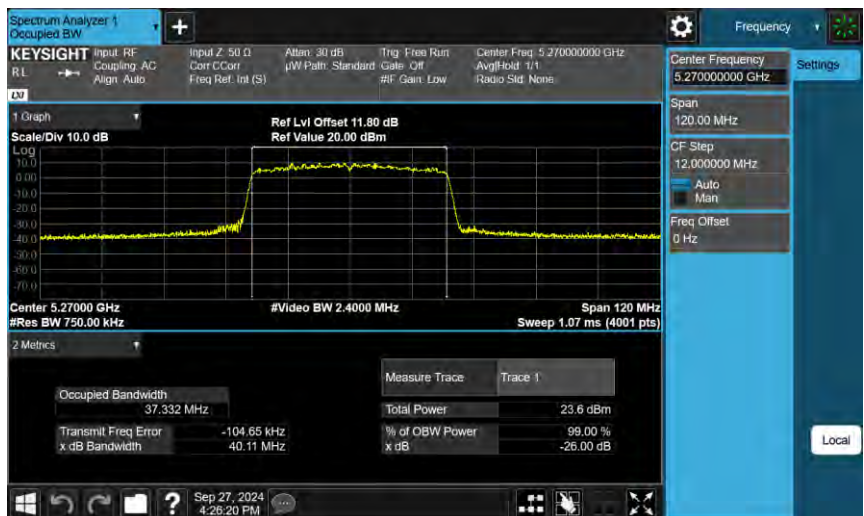 Spectrum Analyzer 1
Occupied BW
Frequency
KEYSIGHT
RL
LXI
Input: RF
Coupling: AC
Align: Auto
Input Z: 50 Ω
Corr CCorr
Freq Ref: Int (S)
Atten: 30 dB
µW Path: Standard
Trig: Free Run
Gate: Off
#IF Gain: Low
Center Freq: 5.270000000 GHz
Avg|Hold: 1/1
Radio Std: None
Center Frequency
5.270000000 GHz
Settings
Span
120.00 MHz
CF Step
12.000000 MHz
Auto
Man
Freq Offset
0 Hz
Local
1 Graph
Scale/Div 10.0 dB
Ref Lvl Offset 11.80 dB
Ref Value 20.00 dBm
Log
10.0
0.00
-10.0
-20.0
-30.0
-40.0
-50.0
-60.0
-70.0
Center 5.27000 GHz
#Video BW 2.4000 MHz
Span 120 MHz
#Res BW 750.00 kHz
Sweep 1.07 ms (4001 pts)
2 Metrics
Measure Trace Trace 1
Occupied Bandwidth
37.332 MHz
Total Power 23.6 dBm
Transmit Freq Error -104.65 kHz
% of OBW Power 99.00 %
x dB Bandwidth 40.11 MHz
x dB -26.00 dB
?
Sep 27, 2024
4:26:20 PM